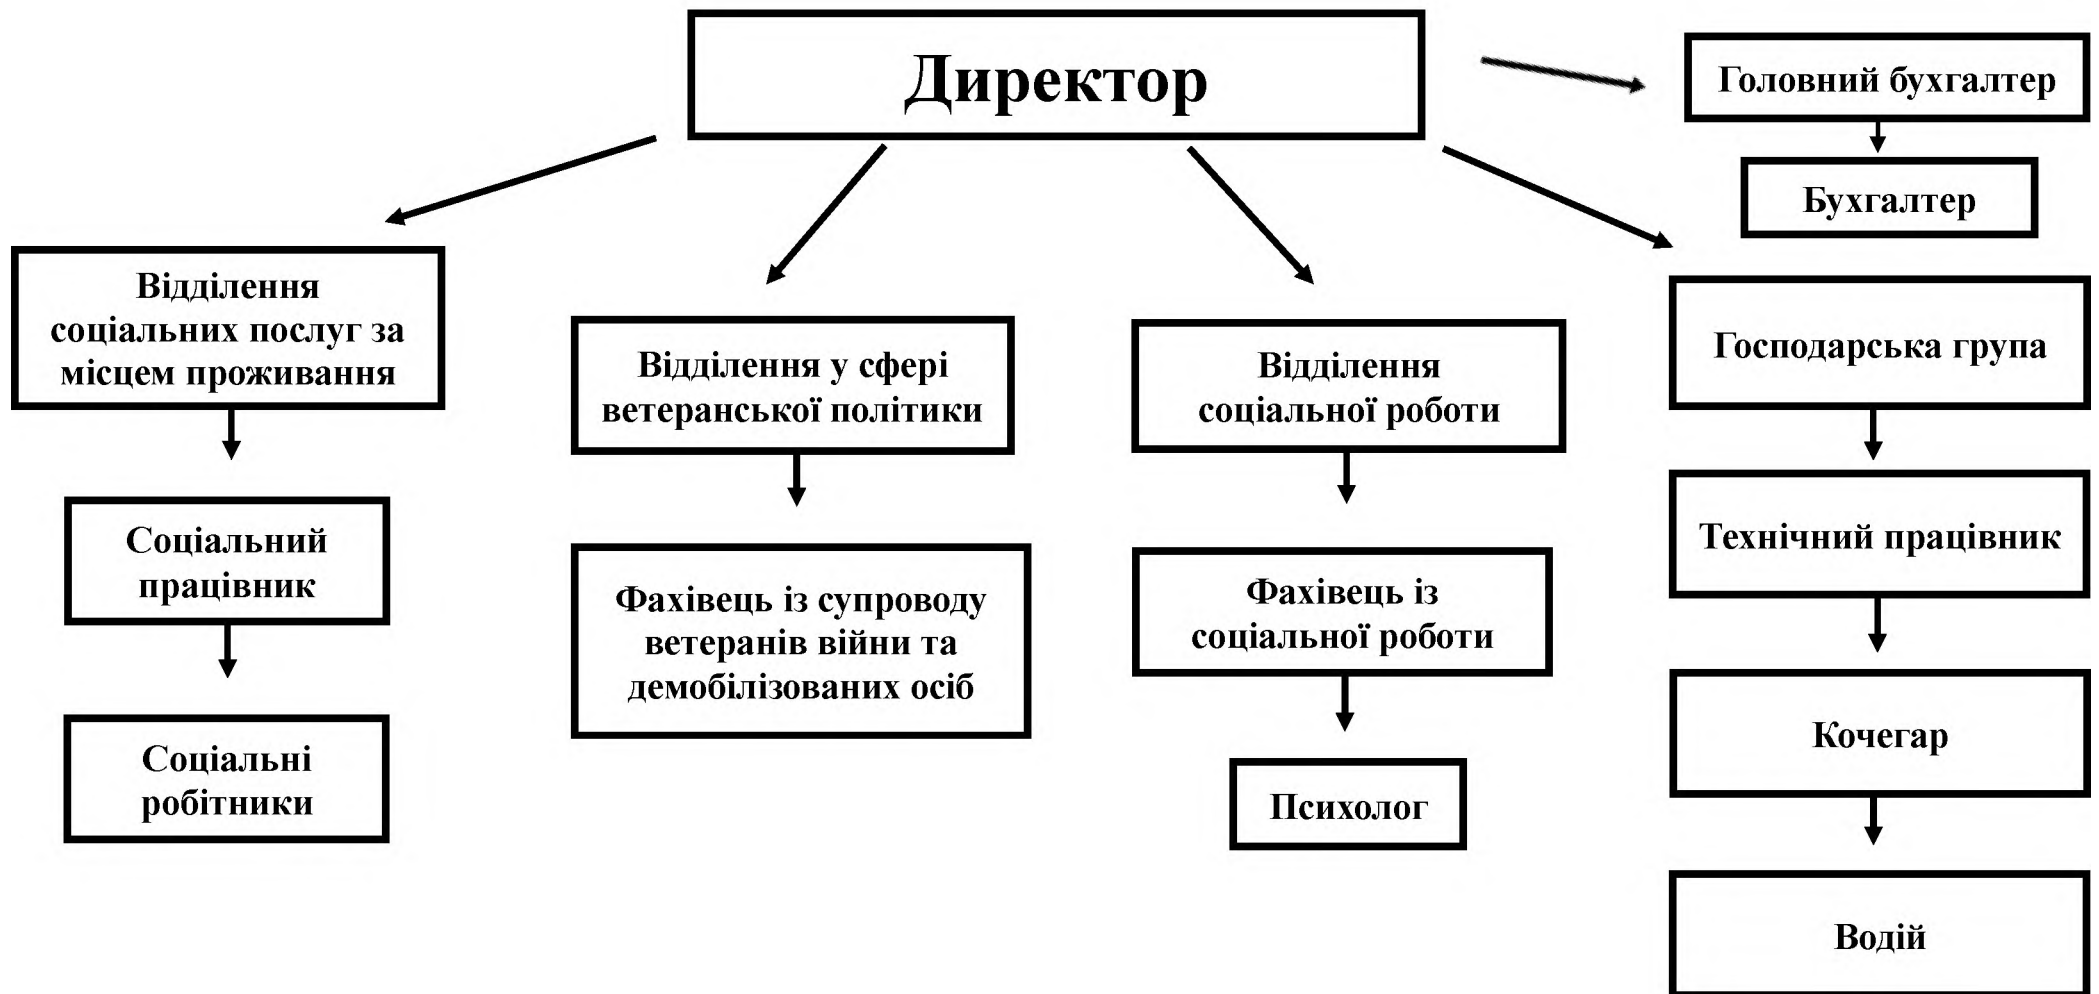 Директор
Головний бухгалтер
Бухгалтер
Відділення
соціальних послуг за
місцем проживання
Соціальний
працівник
Соціальні
робітники
Відділення у сфері
ветеранської політики
Фахівець із супроводу
ветеранів війни та
демобілізованих осіб
Відділення
соціальної роботи
Фахівець із
соціальної роботи
Психолог
Господарська група
Технічний працівник
Кочегар
Водій